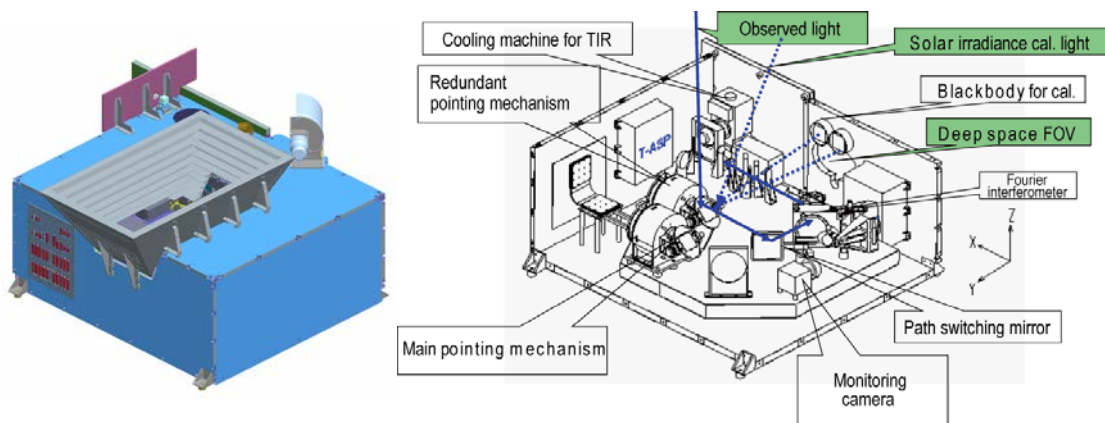 Observed light
Cooling machine for TIR
Solar irradiance cal. light
Redundant
pointing mechanism
Blackbody for cal.
T-ASP
Deep space FOV
Fourier
interferometer
Z
X
Y
Path switching mirror
Main pointing mechanism
Monitoring
camera